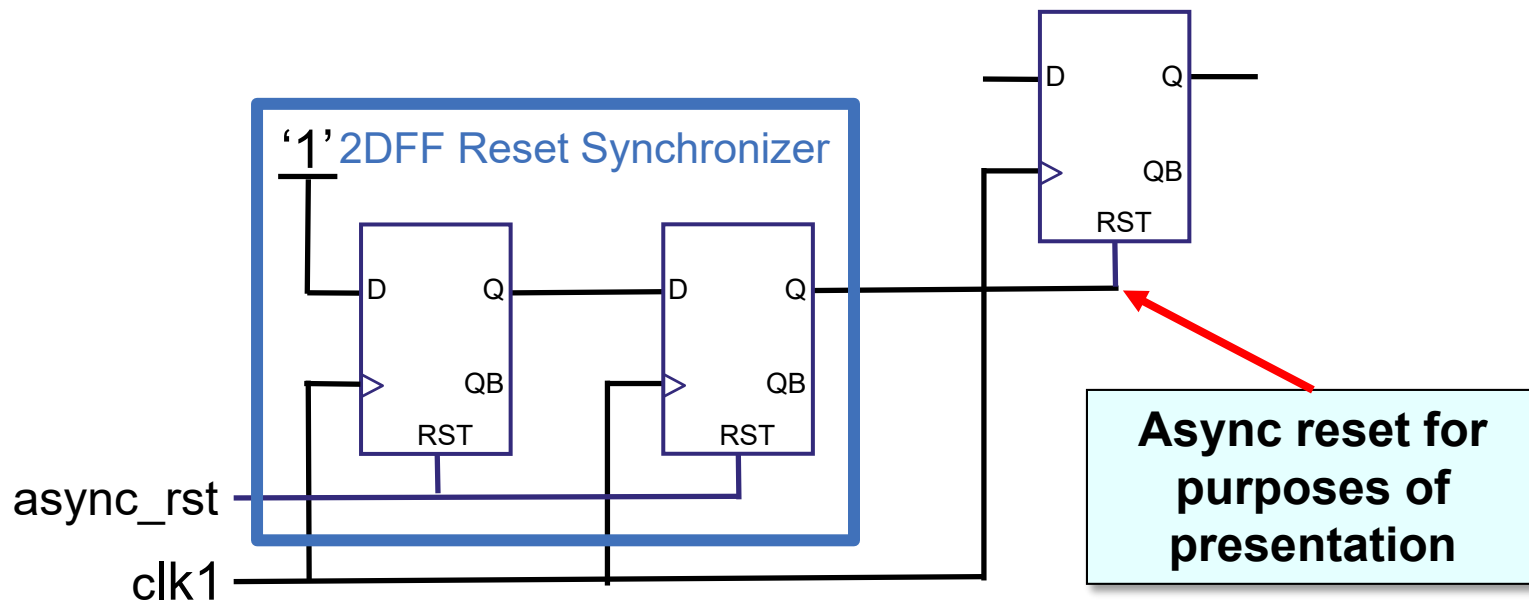 D Q
QB
RST
‘1’ 2DFF Reset Synchronizer
D Q
QB
RST
D Q
QB
RST
async_rst
clk1
Async reset for
purposes of
presentation